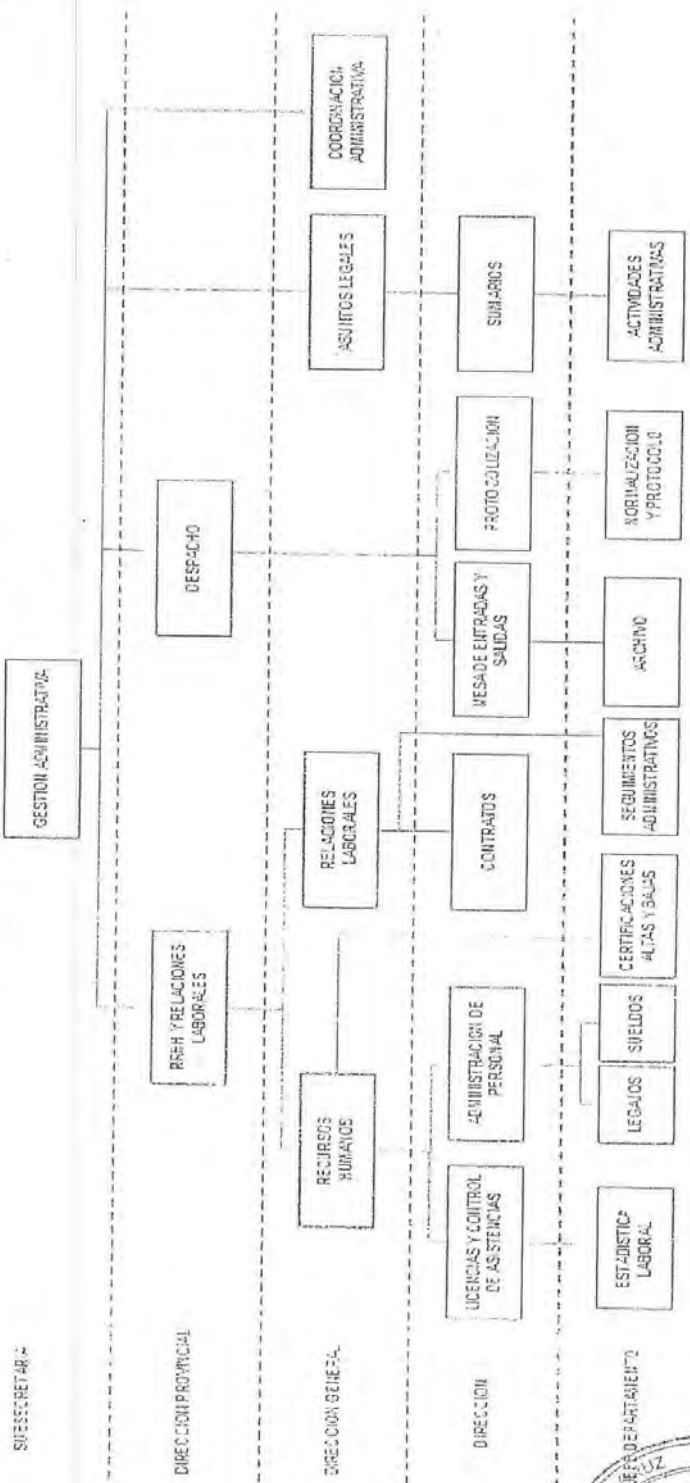 SUBSECRETARIA
GESTION ADMINISTRATIVA
DIRECCION PROVINCIAL
RRHH Y RELACIONES
LABORALES
DESPACHO
DIRECCION GENERAL
RECURSOS
HUMANOS
RELACIONES
LABORALES
ASUNTOS LEGALES
COORDINACION
ADMINISTRATIVA
DIRECCION
LICENCIAS Y CONTROL
DE ASISTENCIAS
ADMINISTRACION DE
PERSONAL
CONTRATOS
MESA DE ENTRADAS Y
SALIDAS
PROTOCOLIZACION
SUMARIOS
DEPARTAMENTO
ESTADISTICA
LABORAL
LEGAJOS
SUELDOS
CERTIFICACIONES
ALTAS Y BAJAS
SEGUIMIENTOS
ADMINISTRATIVOS
ARCHIVO
NORMALIZACION
Y PROTOCOLO
ACTIVIDADES
ADMINISTRATIVAS
UZ